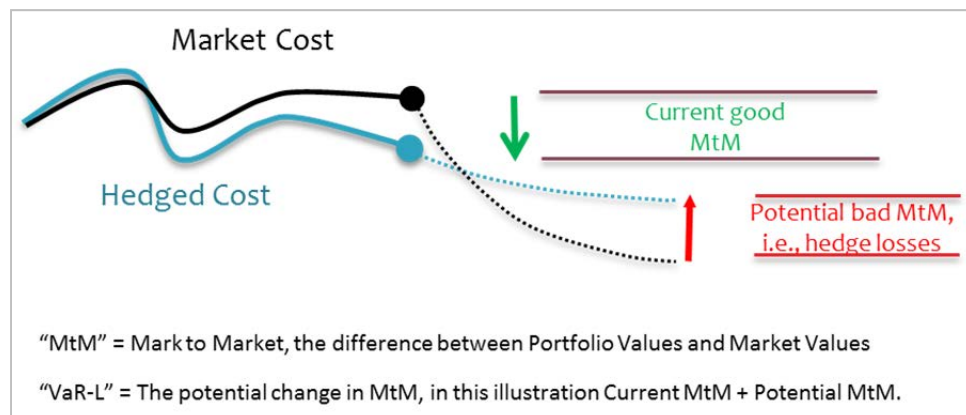 Market Cost
Current good
MtM
Hedged Cost
Potential bad MtM,
i.e., hedge losses
“MtM” = Mark to Market, the difference between Portfolio Values and Market Values
“VaR-L” = The potential change in MtM, in this illustration Current MtM + Potential MtM.